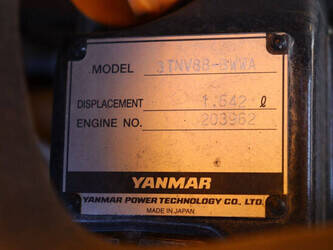 MODEL 3TNV88-BWWA
DISPLACEMENT 1.642 ℓ
ENGINE NO. 203962
YANMAR
YANMAR POWER TECHNOLOGY CO., LTD.
MADE IN JAPAN